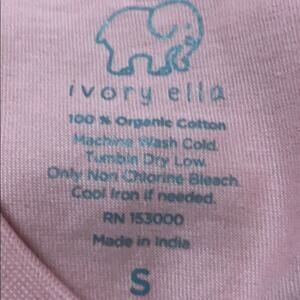 ivory ella
100 % Organic Cotton
Machine Wash Cold.
Tumble Dry Low.
Only Non Chlorine Bleach.
Cool Iron if needed.
RN 153000
Made in India
S